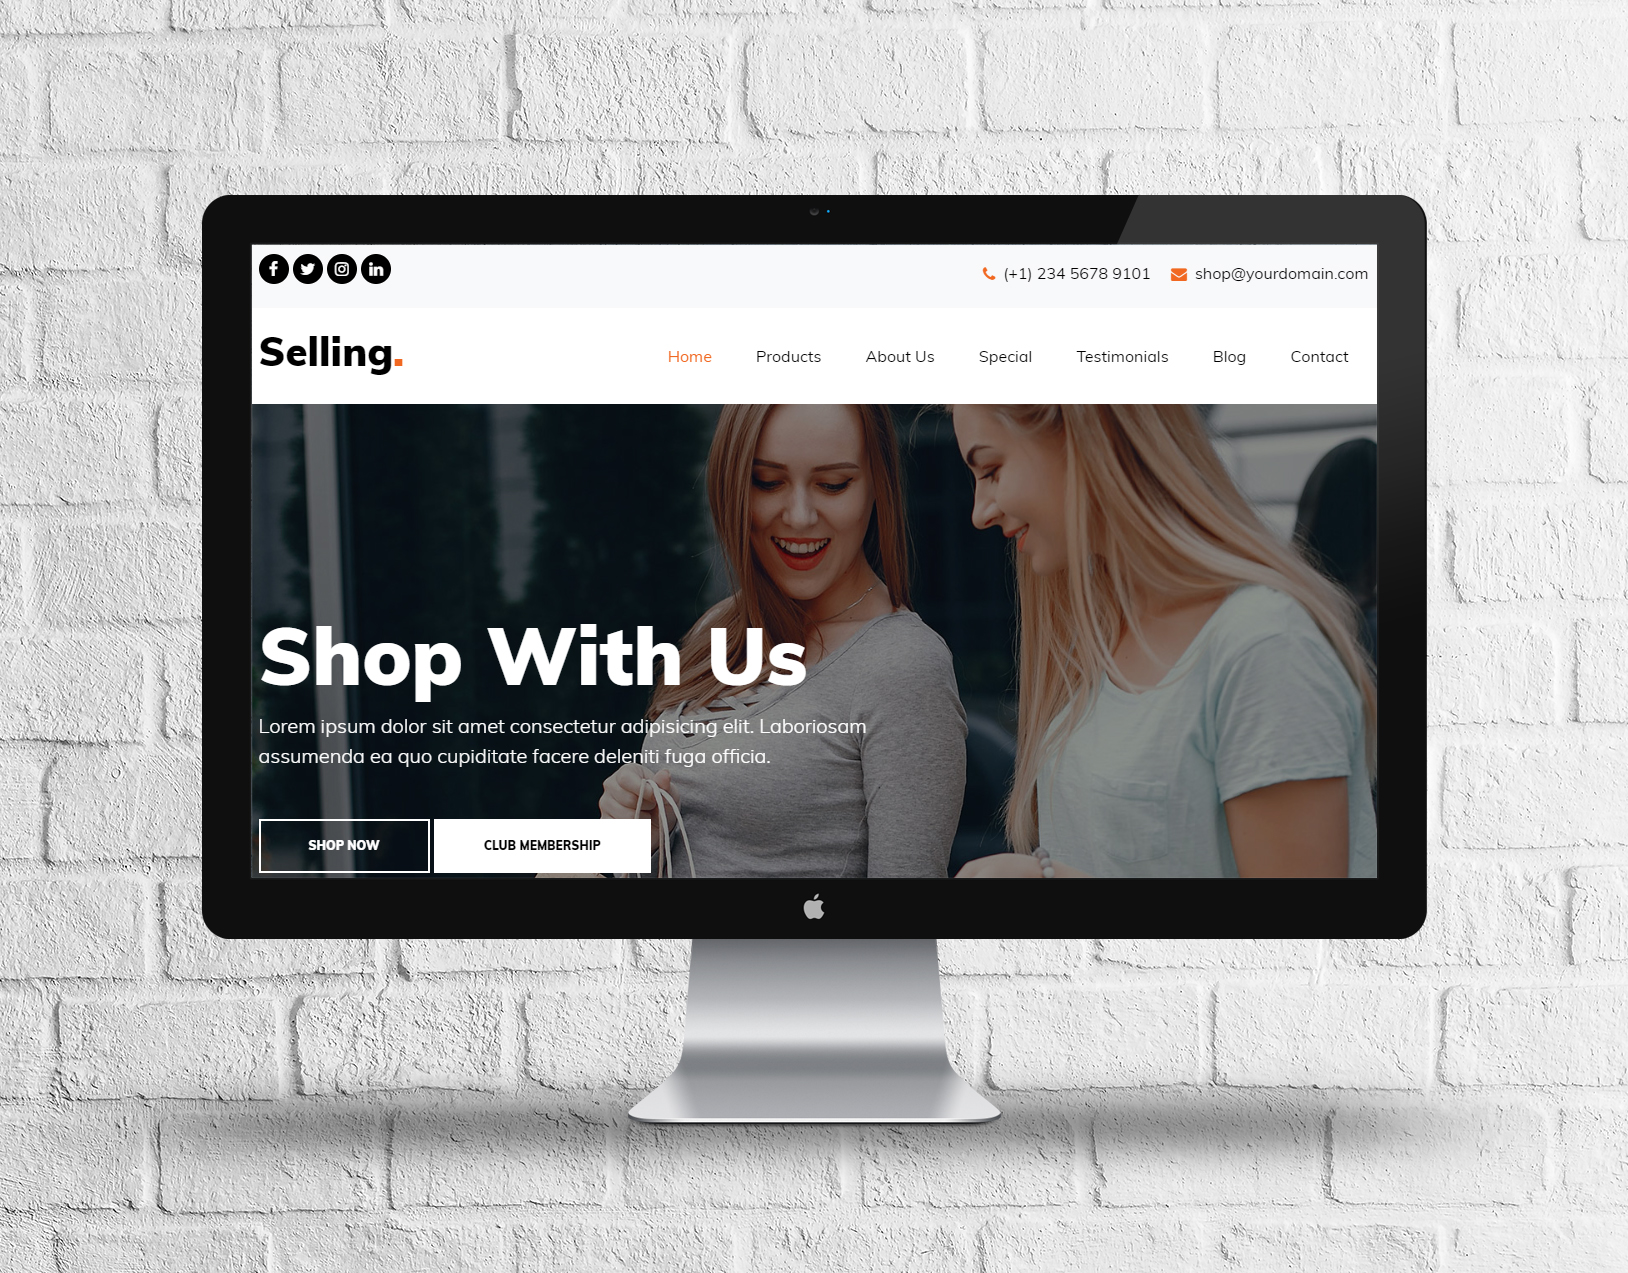 (+1) 234 5678 9101 shop@yourdomain.com
Selling.
Home Products About Us Special Testimonials Blog Contact
Shop With Us
Lorem ipsum dolor sit amet consectetur adipisicing elit. Laboriosam
assumenda ea quo cupiditate facere deleniti fuga officia.
SHOP NOW CLUB MEMBERSHIP